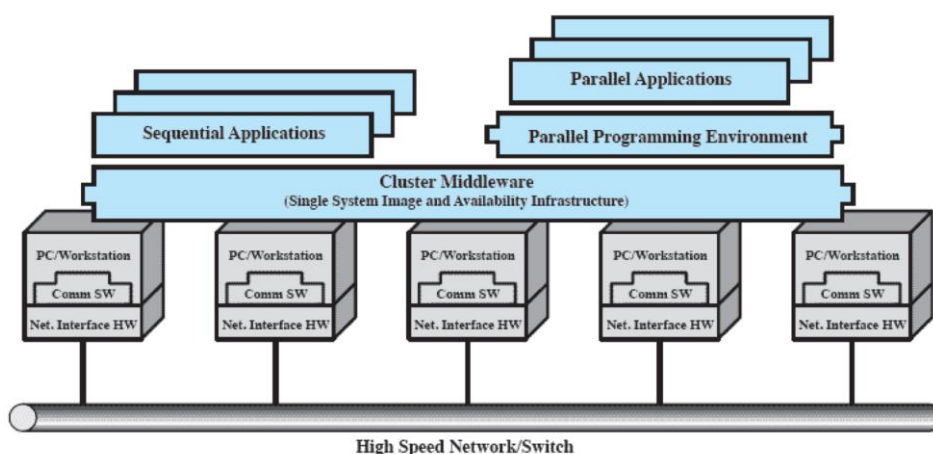 Parallel Applications
Sequential Applications
Parallel Programming Environment
Cluster Middleware
(Single System Image and Availability Infrastructure)
PC/Workstation
Comm SW
Net. Interface HW
PC/Workstation
Comm SW
Net. Interface HW
PC/Workstation
Comm SW
Net. Interface HW
PC/Workstation
Comm SW
Net. Interface HW
PC/Workstation
Comm SW
Net. Interface HW
High Speed Network/Switch